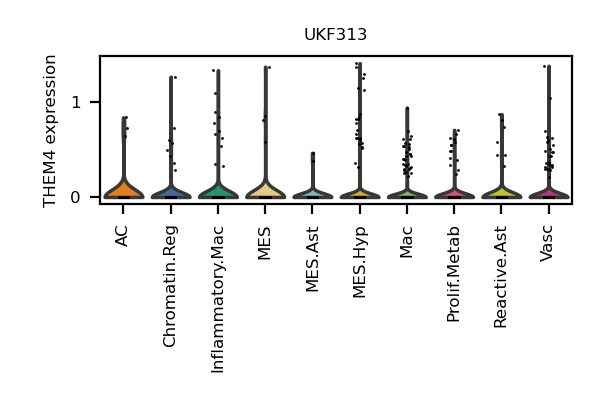 UKF313
THEM4 expression
1
0
AC
Chromatin.Reg
Inflammatory.Mac
MES
MES.Ast
MES.Hyp
Mac
Prolif.Metab
Reactive.Ast
Vasc